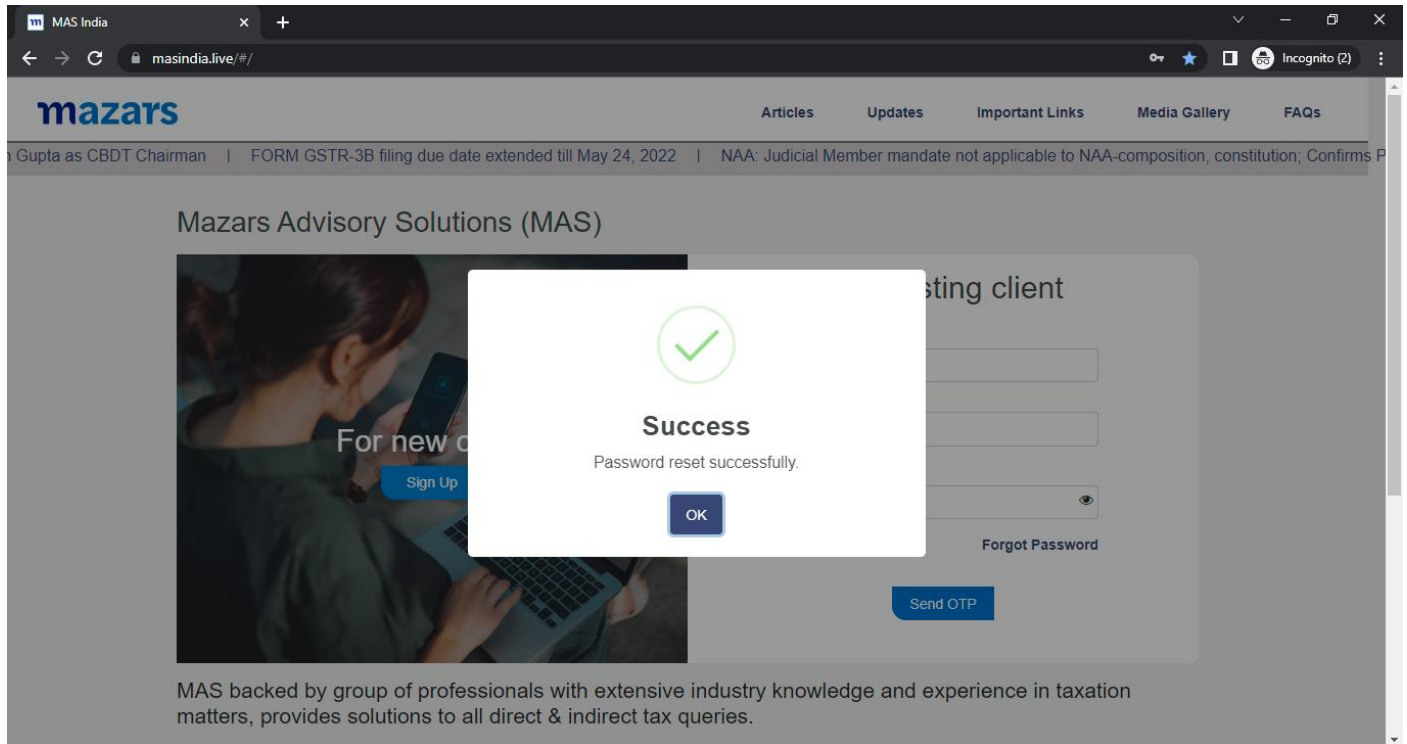 m MAS India
masindia.live/#/
Incognito (2)
mazars
Articles Updates Important Links Media Gallery FAQs
Gupta as CBDT Chairman | FORM GSTR-3B filing due date extended till May 24, 2022 | NAA: Judicial Member mandate not applicable to NAA-composition, constitution; Confirms P
Mazars Advisory Solutions (MAS)
sting client
For new c
Sign Up
Success
Password reset successfully.
OK
Forgot Password
Send OTP
MAS backed by group of professionals with extensive industry knowledge and experience in taxation
matters, provides solutions to all direct & indirect tax queries.